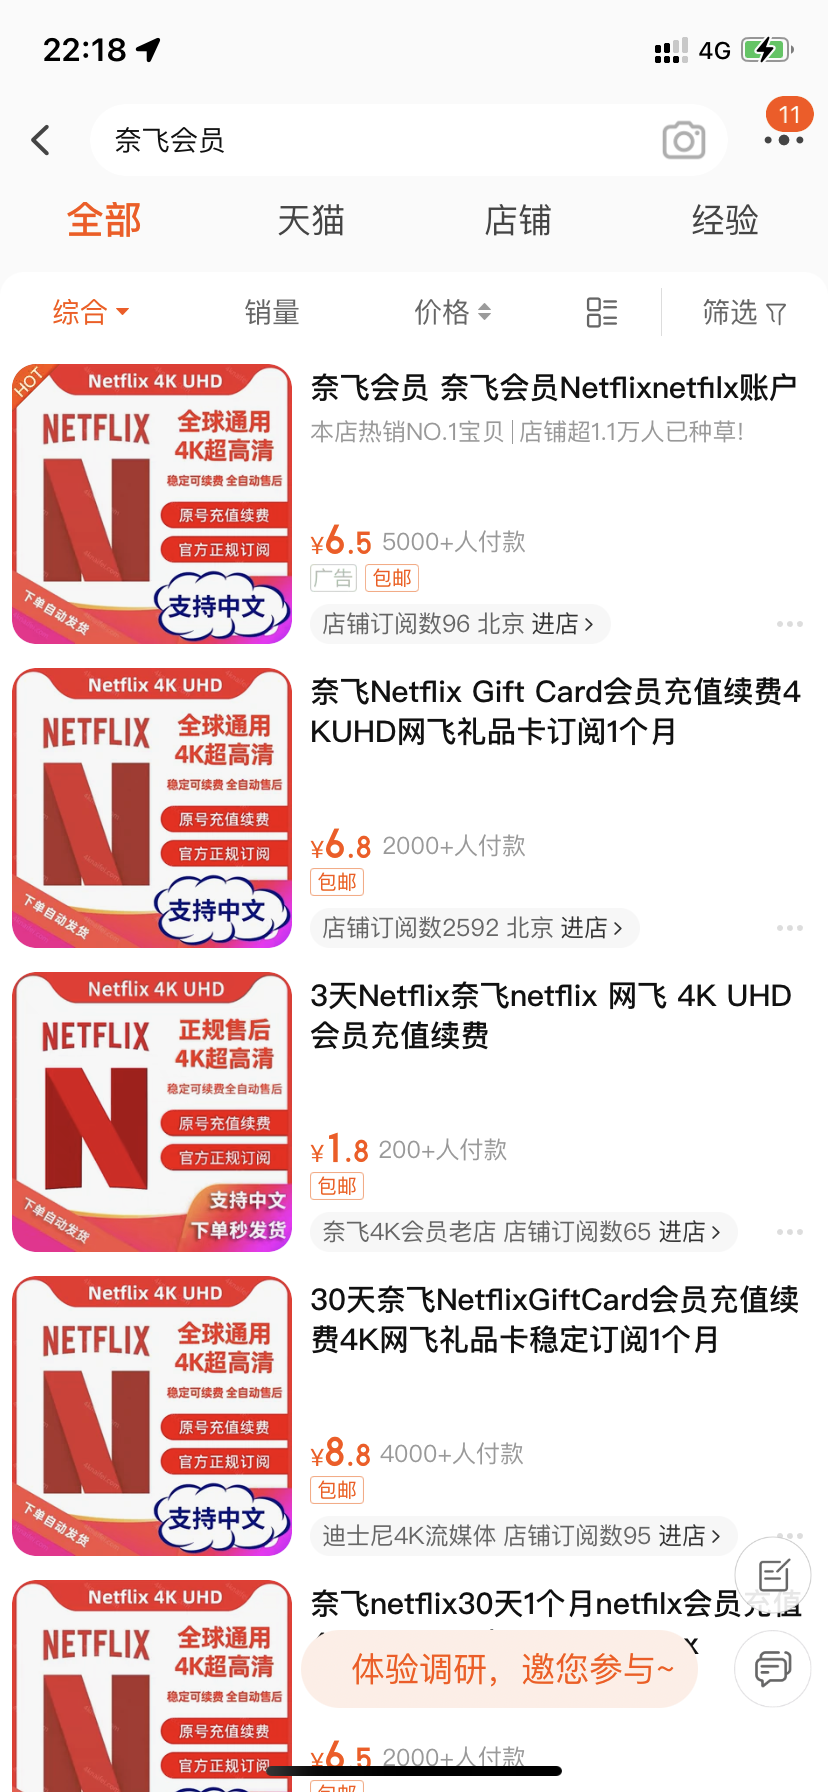 22:18
4G
11
奈飞会员
全部
天猫
店铺
经验
综合
销量
价格
筛选
HOT
Netflix 4K UHD
NETFLIX
全球通用
4K超高清
稳定可续费 全自动售后
原号充值续费
官方正规订阅
下单自动发货
支持中文
奈飞会员 奈飞会员Netflixnetfilx账户
本店热销NO.1宝贝|店铺超1.1万人已种草!
¥6.5 5000+人付款
广告 包邮
店铺订阅数96 北京 进店>
Netflix 4K UHD
NETFLIX
全球通用
4K超高清
稳定可续费 全自动售后
原号充值续费
官方正规订阅
下单自动发货
支持中文
奈飞Netflix Gift Card会员充值续费4
KUHD网飞礼品卡订阅1个月
¥6.8 2000+人付款
包邮
店铺订阅数2592 北京 进店>
Netflix 4K UHD
NETFLIX
正规售后
4K超高清
稳定可续费全自动售后
原号充值续费
官方正规订阅
下单自动发货
支持中文
下单秒发货
3天Netflix奈飞netflix 网飞 4K UHD
会员充值续费
¥1.8 200+人付款
包邮
奈飞4K会员老店 店铺订阅数65 进店>
Netflix 4K UHD
NETFLIX
全球通用
4K超高清
稳定可续费 全自动售后
原号充值续费
官方正规订阅
下单自动发货
支持中文
30天奈飞NetflixGiftCard会员充值续
费4K网飞礼品卡稳定订阅1个月
¥8.8 4000+人付款
包邮
迪士尼4K流媒体 店铺订阅数95 进店>
Netflix 4K UHD
NETFLIX
全球通用
4K超高清
稳定可续费 全自动售后
原号充值续费
官方正规订阅
奈飞netflix30天1个月netfilx会员充值
体验调研，邀您参与~
¥6.5 2000+人付款
包邮